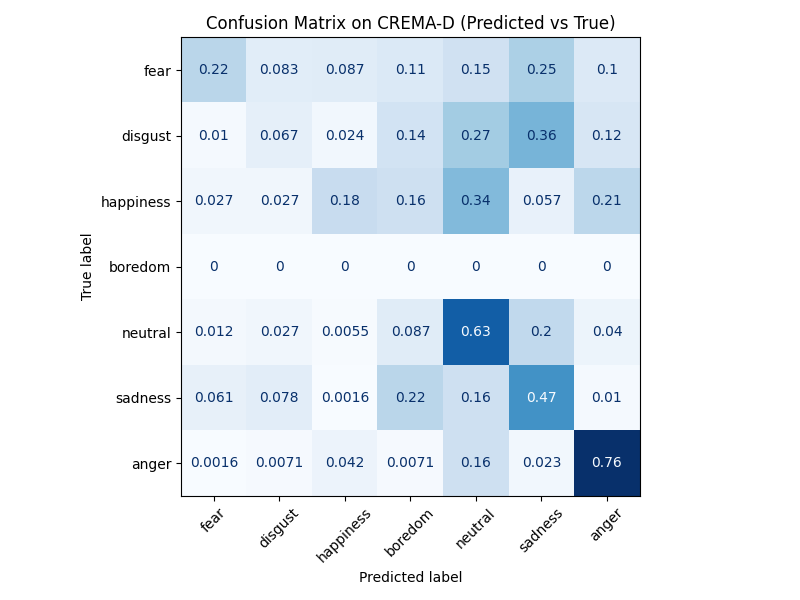 Confusion Matrix on CREMA-D (Predicted vs True)
fear 0.22 0.083 0.087 0.11 0.15 0.25 0.1
disgust 0.01 0.067 0.024 0.14 0.27 0.36 0.12
happiness 0.027 0.027 0.18 0.16 0.34 0.057 0.21
boredom 0 0 0 0 0 0 0
neutral 0.012 0.027 0.0055 0.087 0.63 0.2 0.04
sadness 0.061 0.078 0.0016 0.22 0.16 0.47 0.01
anger 0.0016 0.0071 0.042 0.0071 0.16 0.023 0.76
True label
fear disgust happiness boredom neutral sadness anger
Predicted label